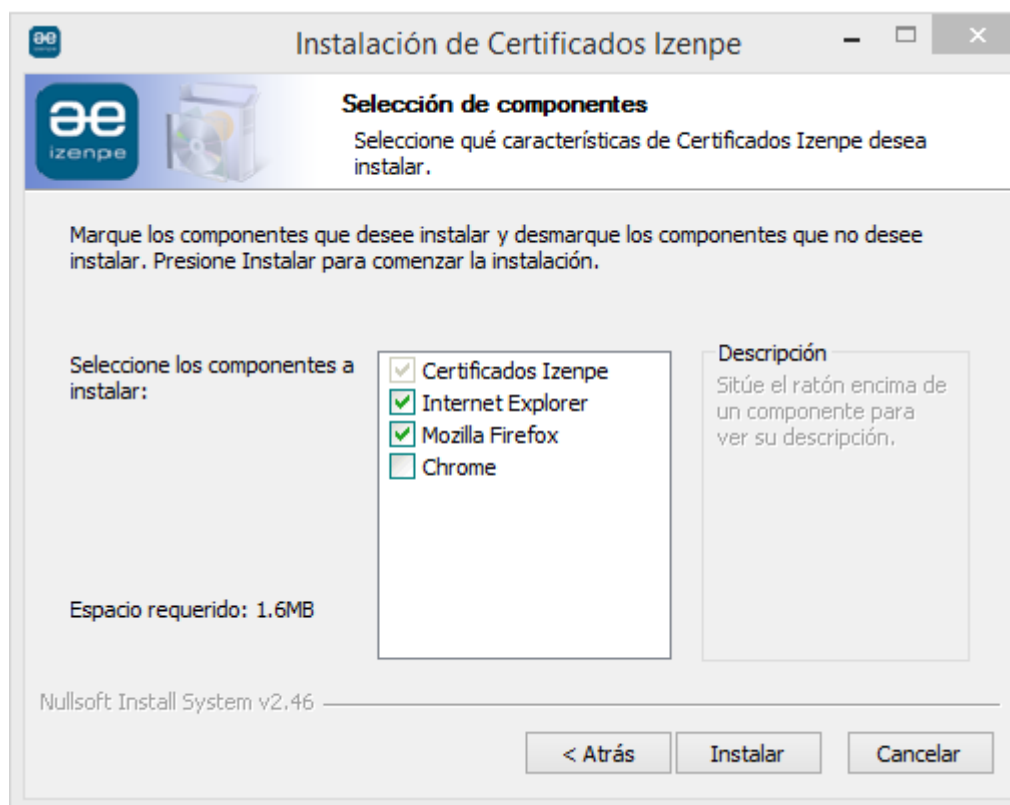 Instalación de Certificados Izenpe
izenpe
Selección de componentes
Seleccione qué características de Certificados Izenpe desea
instalar.
Marque los componentes que desee instalar y desmarque los componentes que no desee
instalar. Presione Instalar para comenzar la instalación.
Seleccione los componentes a
instalar:
Certificados Izenpe
Internet Explorer
Mozilla Firefox
Chrome
Descripción
Sitúe el ratón encima de
un componente para
ver su descripción.
Espacio requerido: 1.6MB
Nullsoft Install System v2.46
< Atrás
Instalar
Cancelar